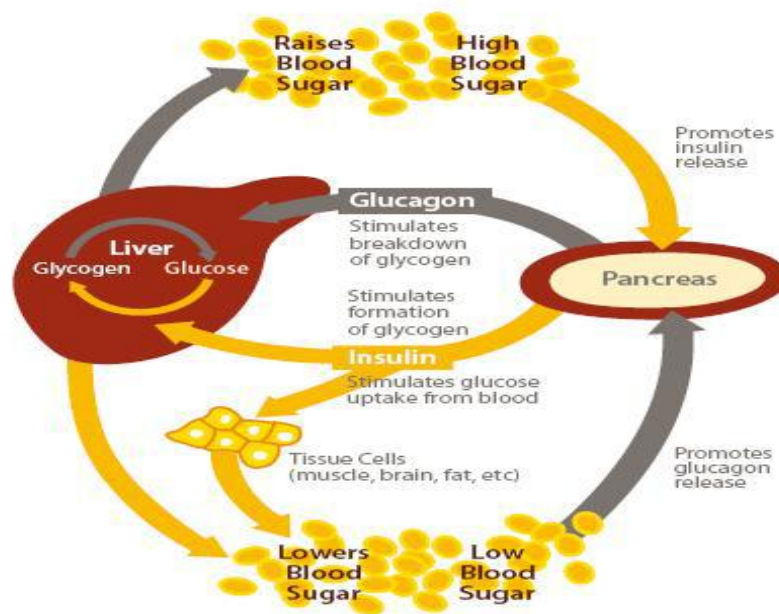 Raises
Blood
Sugar
High
Blood
Sugar
Promotes
insulin
release
Glucagon
Stimulates
breakdown
of glycogen
Liver
Glycogen
Glucose
Pancreas
Stimulates
formation
of glycogen
Insulin
Stimulates glucose
uptake from blood
Tissue Cells
(muscle, brain, fat, etc)
Promotes
glucagon
release
Lowers
Blood
Sugar
Low
Blood
Sugar